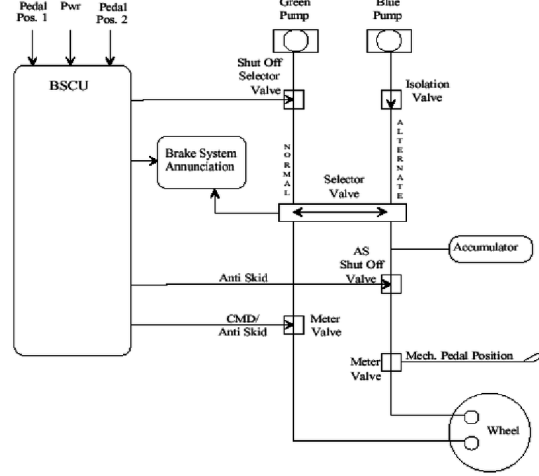 Pedal
Pos. 1
Pwr
Pedal
Pos. 2
Green
Pump
Blue
Pump
BSCU
Shut Off
Selector
Valve
Isolation
Valve
NORMAL
ALTERNATE
Brake System
Annunciation
Selector
Valve
AS
Shut Off
Valve
Accumulator
Anti Skid
CMD/
Anti Skid
Meter
Valve
Meter
Valve
Mech. Pedal Position
Wheel